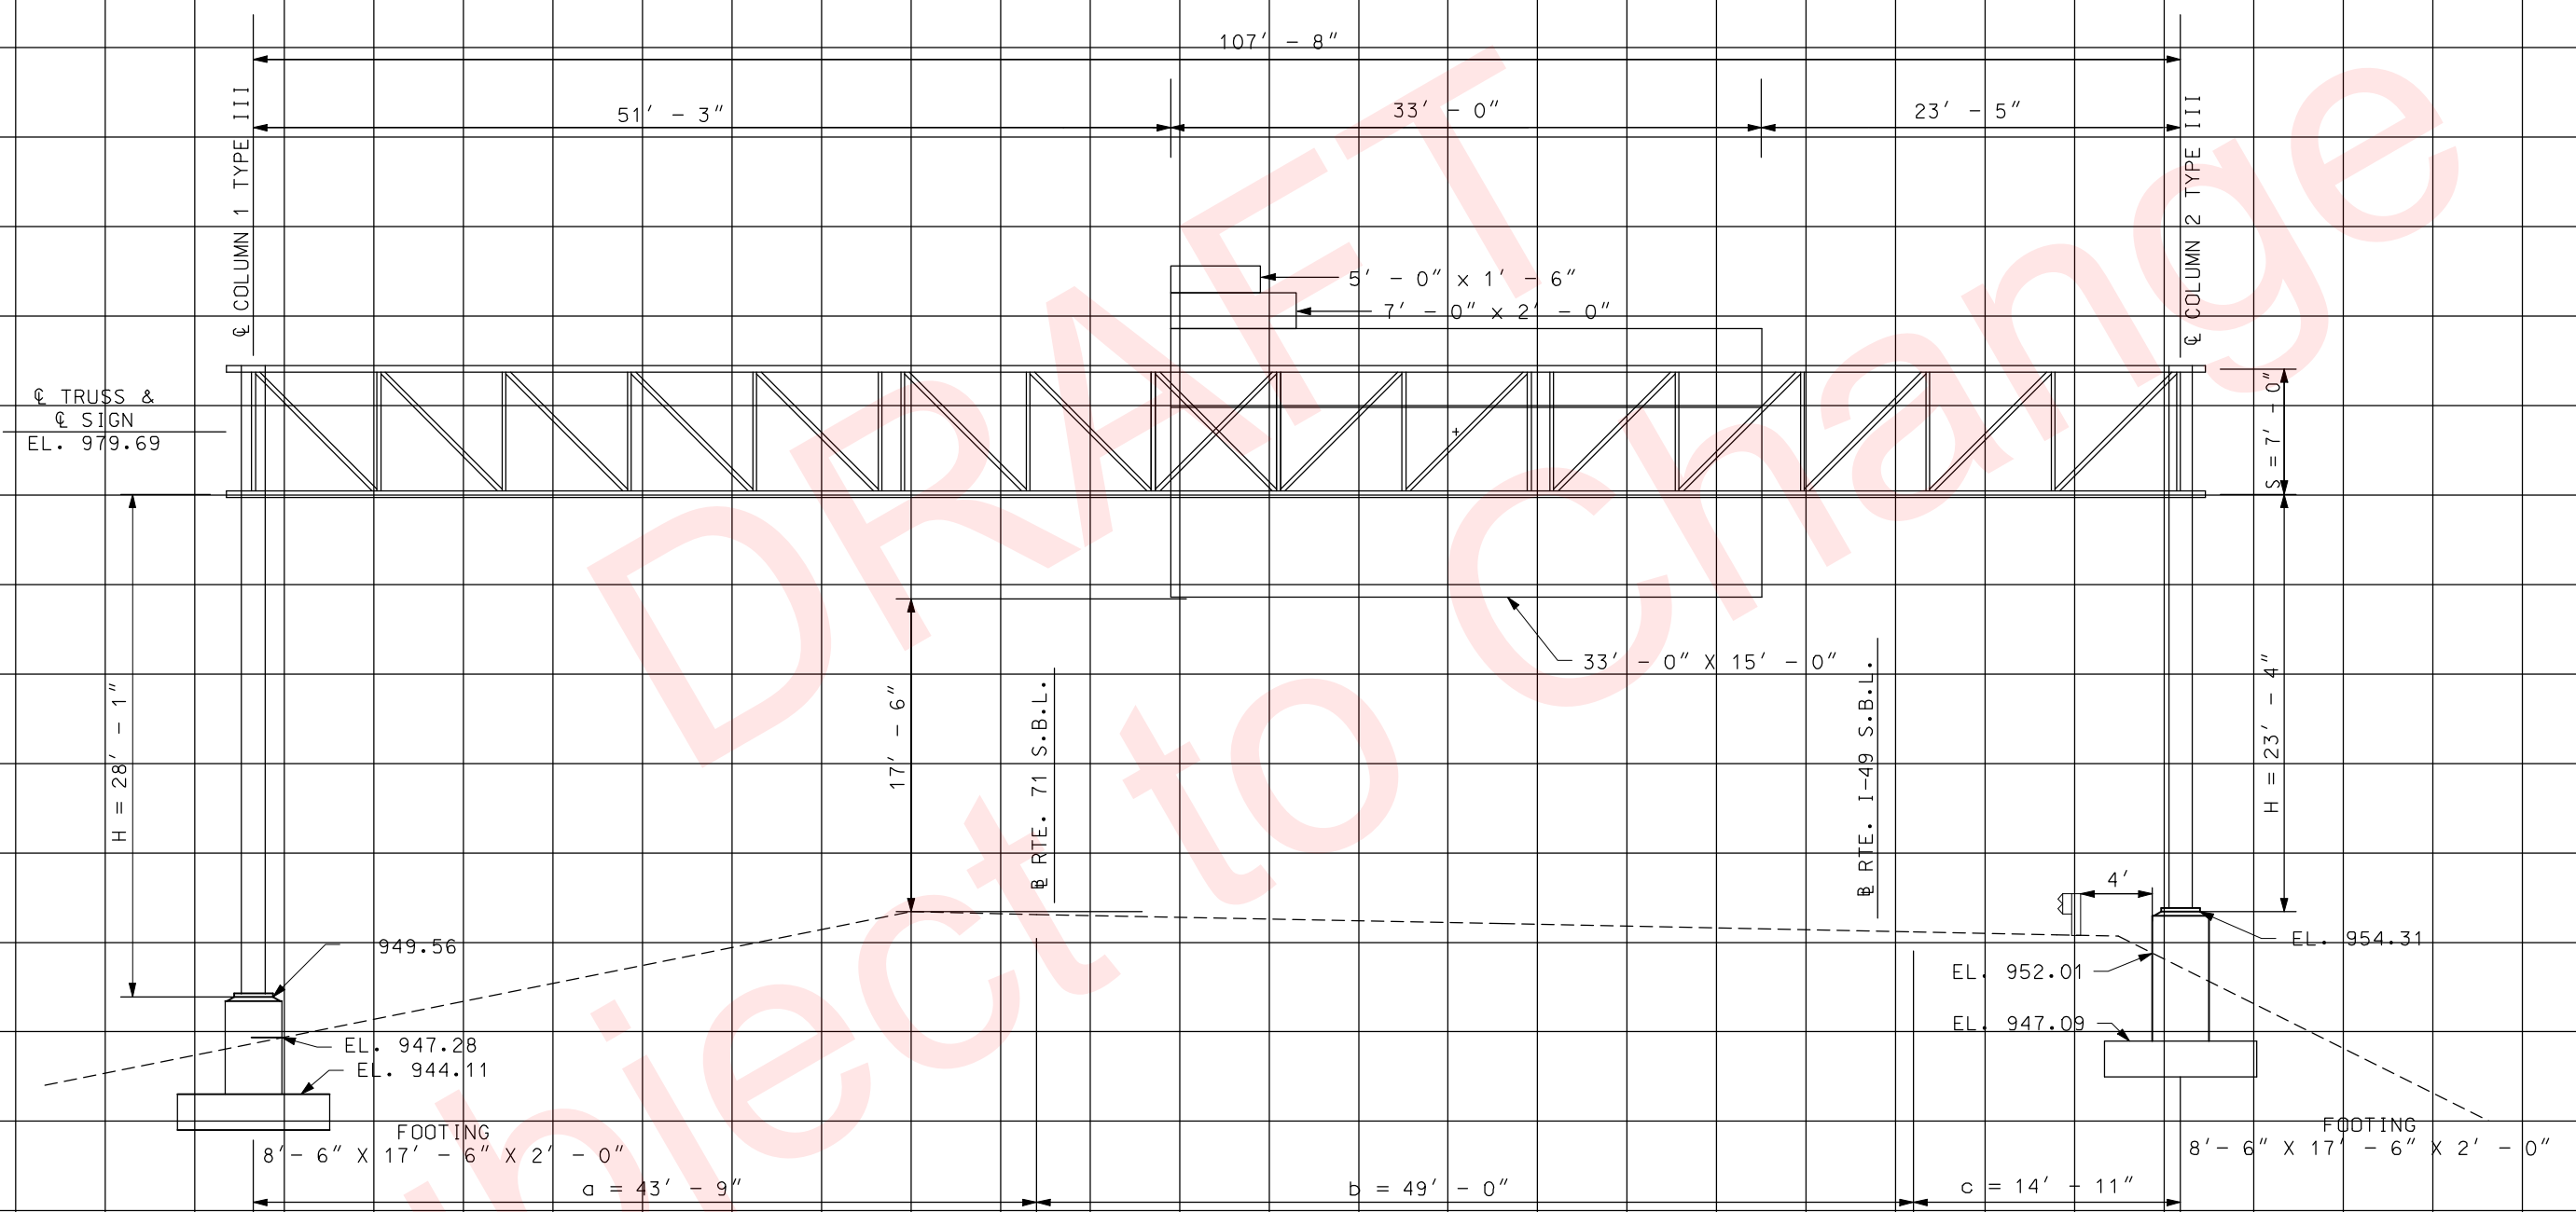 107' - 8"
51' - 3"
33' - 0"
23' - 5"
℄ COLUMN 1 TYPE III
℄ COLUMN 2 TYPE III
5' - 0" x 1' - 6"
7' - 0" x 2' - 0"
℄ TRUSS &
℄ SIGN
EL. 979.69
S = 7' - 0"
33' - 0" X 15' - 0"
H = 28' - 1"
17' - 6"
B RTE. 71 S.B.L.
B RTE. I-49 S.B.L.
H = 23' - 4"
4'
949.56
EL. 954.31
EL. 952.01
EL. 947.09
EL. 947.28
EL. 944.11
FOOTING
8'- 6" X 17' - 6" X 2' - 0"
FOOTING
8'- 6" X 17' - 6" X 2' - 0"
a = 43' - 9"
b = 49' - 0"
c = 14' - 11"
DRAFT
to Change